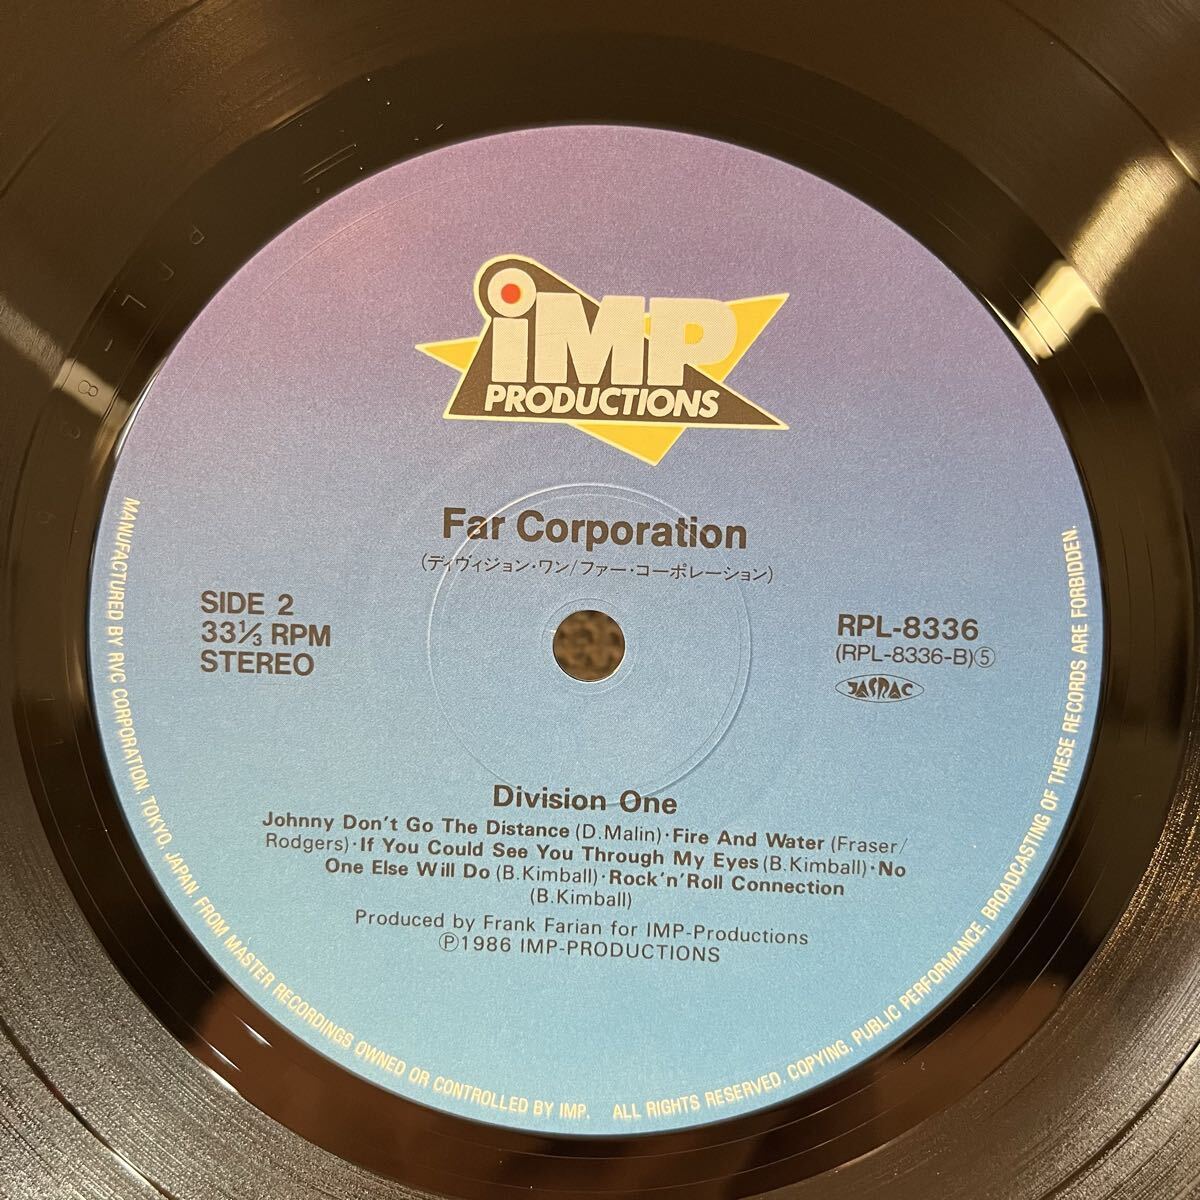 iMP
PRODUCTIONS
Far Corporation
(ディヴィジョン・ワン/ファー・コーポレーション)
SIDE 2
33⅓ RPM
STEREO
RPL-8336
(RPL-8336-B)⑤
JASRAC
Division One
Johnny Don't Go The Distance (D.Malin)·Fire And Water (Fraser/
Rodgers)·If You Could See You Through My Eyes (B.Kimball)·No
One Else Will Do (B.Kimball)·Rock'n'Roll Connection
(B.Kimball)
Produced by Frank Farian for IMP-Productions
Ⓟ1986 IMP-PRODUCTIONS
MANUFACTURED BY RVC CORPORATION. TOKYO, JAPAN. FROM MASTER RECORDINGS OWNED OR CONTROLLED BY IMP. ALL RIGHTS RESERVED. COPYING, PUBLIC PERFORMANCE, BROADCASTING OF THESE RECORDS ARE FORBIDDEN.